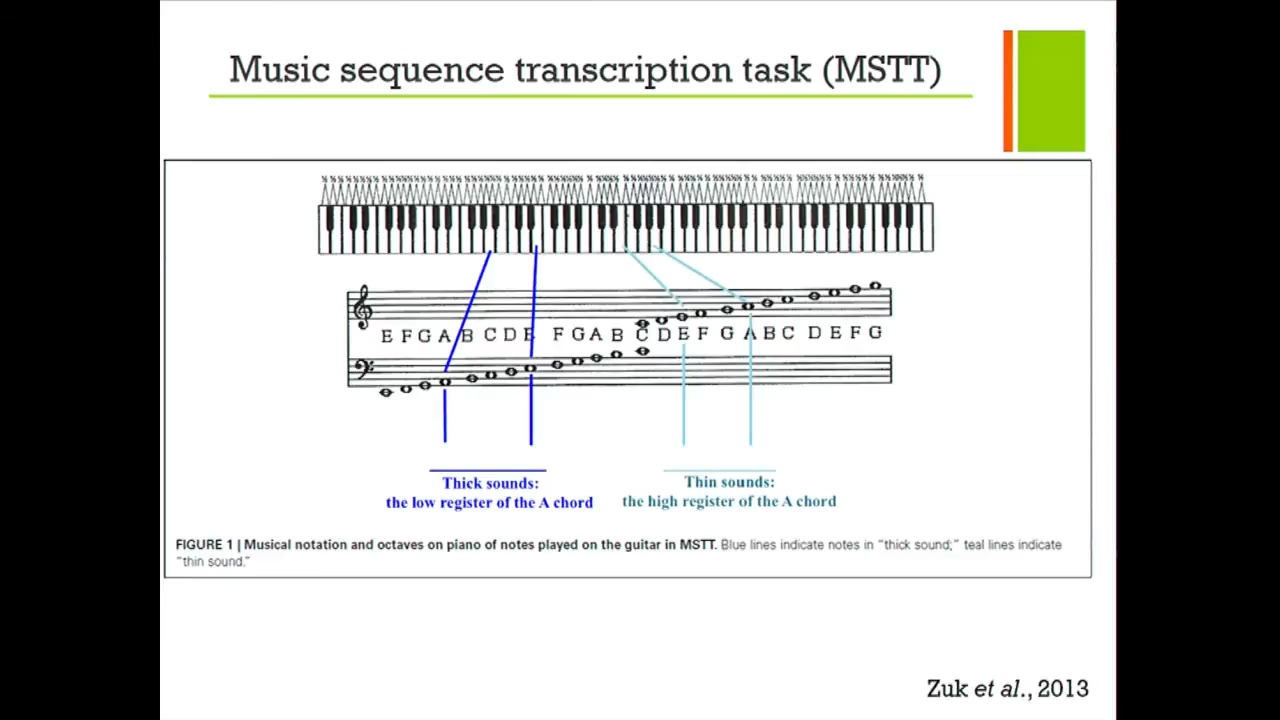 Music sequence transcription task (MSTT)
E F G A B C D E F G A B C D E F G A B C D E F G
Thick sounds:
the low register of the A chord
Thin sounds:
the high register of the A chord
FIGURE 1 | Musical notation and octaves on piano of notes played on the guitar in MSTT. Blue lines indicate notes in “thick sound;” teal lines indicate
“thin sound.”
Zuk et al., 2013